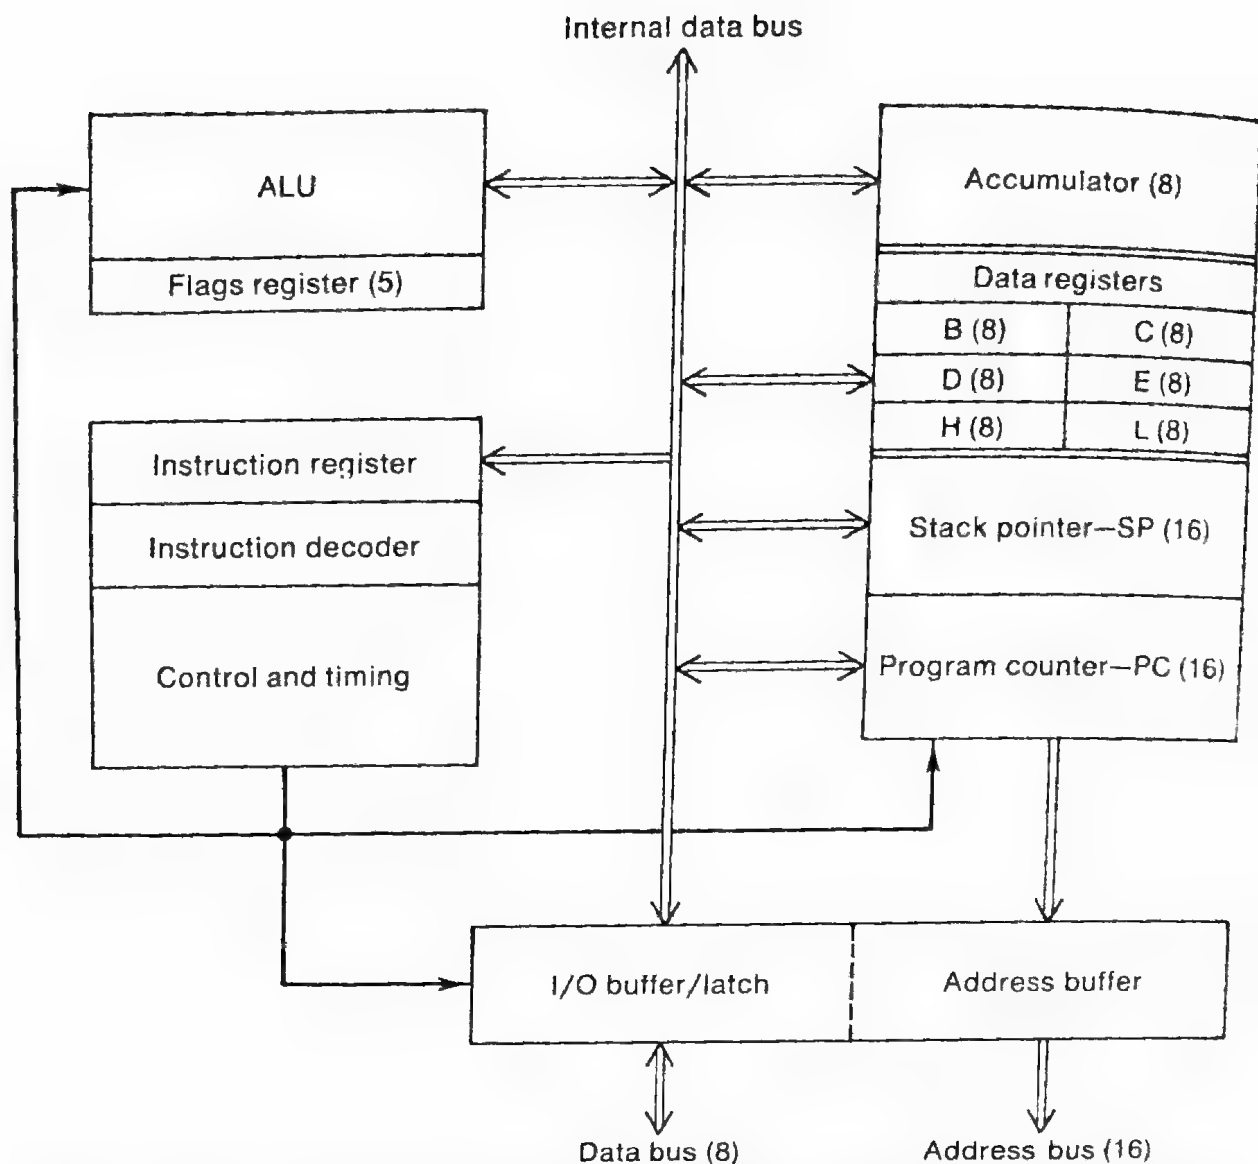 Internal data bus
ALU
Flags register (5)
Instruction register
Instruction decoder
Control and timing
Accumulator (8)
Data registers
B (8)
C (8)
D (8)
E (8)
H (8)
L (8)
Stack pointer—SP (16)
Program counter—PC (16)
I/O buffer/latch
Address buffer
Data bus (8)
Address bus (16)